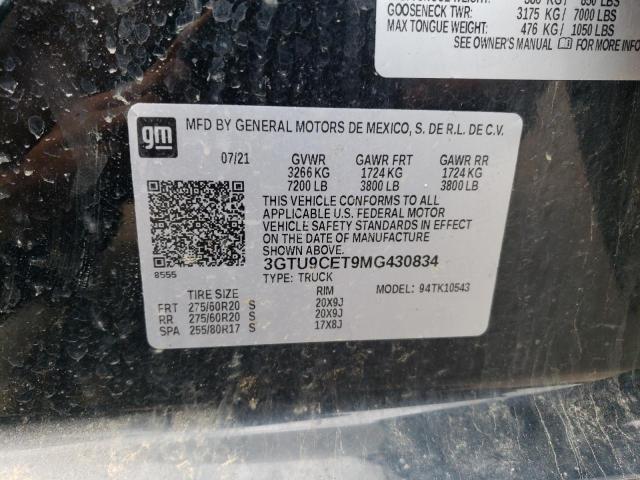 GOOSENECK TWR: 3175 KG / 7000 LBS
MAX TONGUE WEIGHT: 476 KG / 1050 LBS
SEE OWNER'S MANUAL FOR MORE INFO
gm
MFD BY GENERAL MOTORS DE MEXICO, S. DE R.L. DE C.V.
07/21 GVWR GAWR FRT GAWR RR
3266 KG 1724 KG 1724 KG
7200 LB 3800 LB 3800 LB
THIS VEHICLE CONFORMS TO ALL
APPLICABLE U.S. FEDERAL MOTOR
VEHICLE SAFETY, BUMPER, AND
THEFT PREVENTION STANDARDS IN
EFFECT ON THE DATE OF MANUFACTURE
SHOWN ABOVE.
3GTU9CET9MG430834
8555
TYPE: TRUCK MODEL: 94TK10543
TIRE SIZE RIM
FRT 275/60R20 S 20X9J
RR 275/60R20 S 20X9J
SPA 255/80R17 S 17X8J